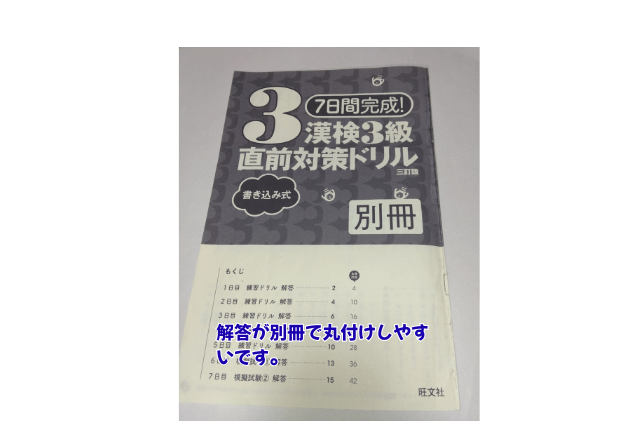 3
7日間完成!
漢検3級
直前対策ドリル
三訂版
書き込み式
別冊
もくじ
1日目 練習ドリル 解答 2 4
2日目 練習ドリル 解答 4 10
3日目 練習ドリル 解答 6 16
解答が別冊で丸付けしやす
いです。
5日目 練習ドリル 解答 10 28
6 解答 13 36
7日目 模擬試験② 解答 15 42
旺文社